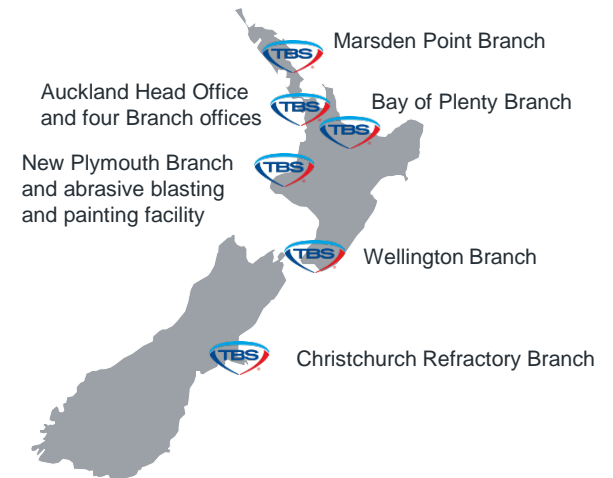 TBS
Marsden Point Branch
Auckland Head Office
and four Branch offices
TBS
Bay of Plenty Branch
TBS
New Plymouth Branch
and abrasive blasting
and painting facility
TBS
TBS
Wellington Branch
TBS
Christchurch Refractory Branch